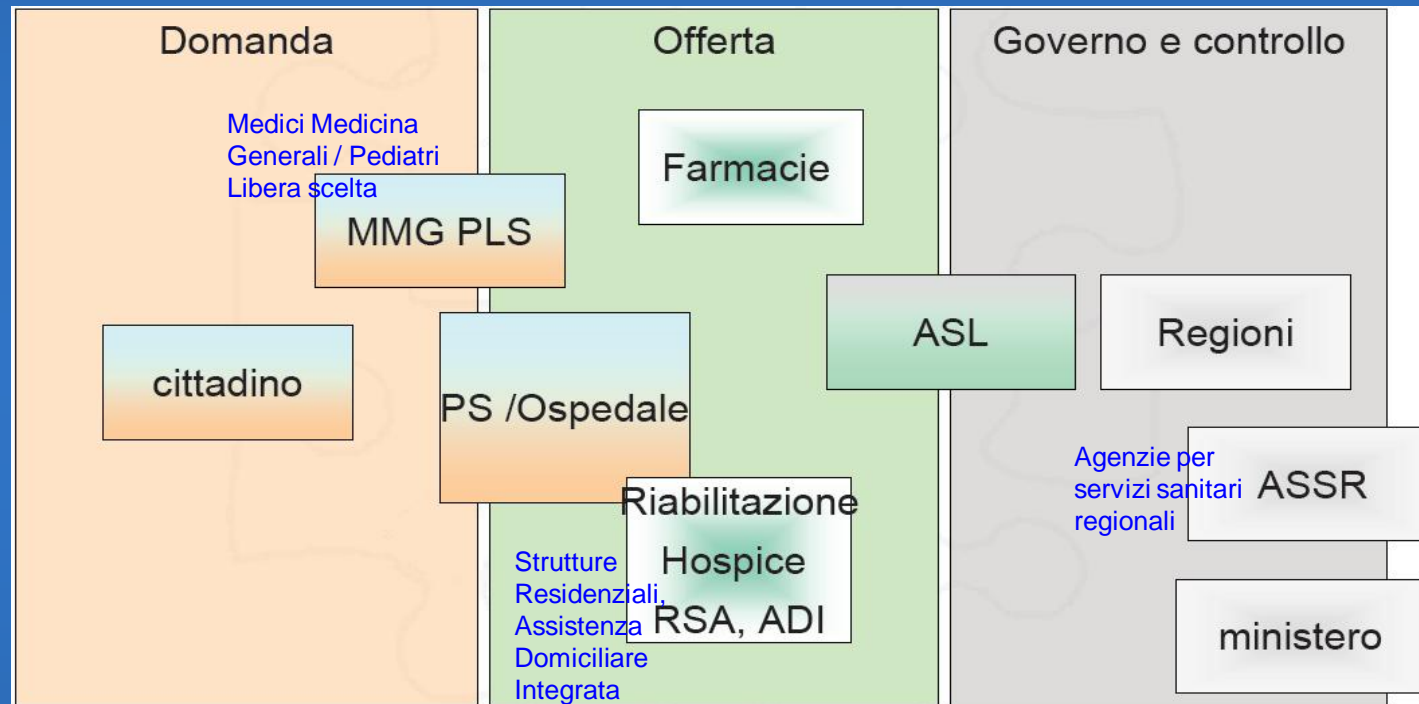 Domanda
Offerta
Governo e controllo
Medici Medicina
Generali / Pediatri
Libera scelta
MMG PLS
Farmacie
cittadino
PS /Ospedale
ASL
Regioni
Riabilitazione
Hospice
RSA, ADI
Strutture
Residenziali,
Assistenza
Domiciliare
Integrata
Agenzie per
servizi sanitari
regionali
ASSR
ministero